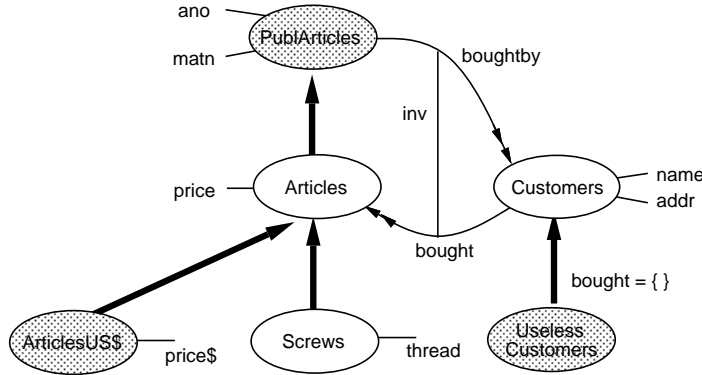 ano
PublArticles
matn
boughtby
inv
price
Articles
Customers
name
addr
bought
bought = { }
ArticlesUS$
price$
Screws
thread
Useless
Customers